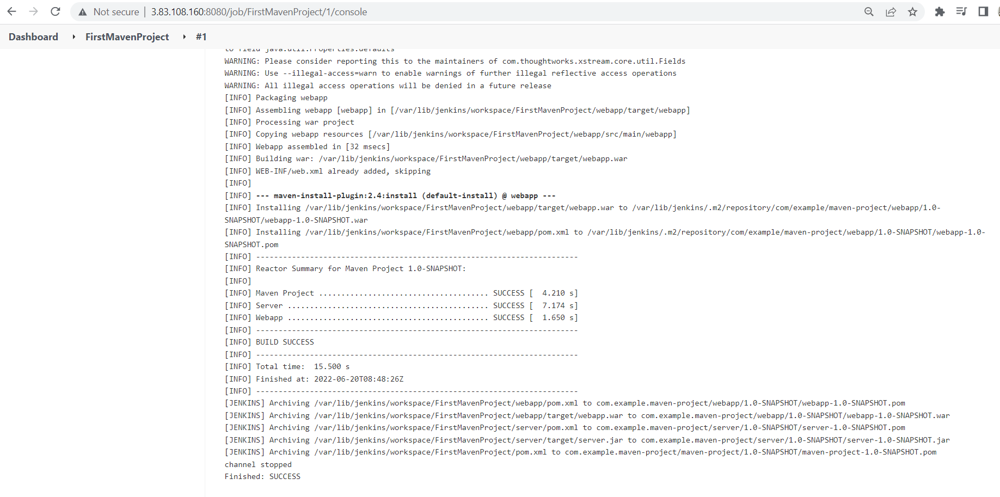 Not secure | 3.83.108.160:8080/job/FirstMavenProject/1/console
Dashboard FirstMavenProject #1
to field java.util.Properties.defaults
WARNING: Please consider reporting this to the maintainers of com.thoughtworks.xstream.core.util.Fields
WARNING: Use --illegal-access=warn to enable warnings of further illegal reflective access operations
WARNING: All illegal access operations will be denied in a future release
[INFO] Packaging webapp
[INFO] Assembling webapp [webapp] in [/var/lib/jenkins/workspace/FirstMavenProject/webapp/target/webapp]
[INFO] Processing war project
[INFO] Copying webapp resources [/var/lib/jenkins/workspace/FirstMavenProject/webapp/src/main/webapp]
[INFO] Webapp assembled in [32 msecs]
[INFO] Building war: /var/lib/jenkins/workspace/FirstMavenProject/webapp/target/webapp.war
[INFO] WEB-INF/web.xml already added, skipping
[INFO]
[INFO] --- maven-install-plugin:2.4:install (default-install) @ webapp ---
[INFO] Installing /var/lib/jenkins/workspace/FirstMavenProject/webapp/target/webapp.war to /var/lib/jenkins/.m2/repository/com/example/maven-project/webapp/1.0-
SNAPSHOT/webapp-1.0-SNAPSHOT.war
[INFO] Installing /var/lib/jenkins/workspace/FirstMavenProject/webapp/pom.xml to /var/lib/jenkins/.m2/repository/com/example/maven-project/webapp/1.0-SNAPSHOT/webapp-1.0-
SNAPSHOT.pom
[INFO] ------------------------------------------------------------------------
[INFO] Reactor Summary for Maven Project 1.0-SNAPSHOT:
[INFO]
[INFO] Maven Project ...................................... SUCCESS [  4.210 s]
[INFO] Server ............................................. SUCCESS [  7.174 s]
[INFO] Webapp ............................................. SUCCESS [  1.650 s]
[INFO] ------------------------------------------------------------------------
[INFO] BUILD SUCCESS
[INFO] ------------------------------------------------------------------------
[INFO] Total time:  15.500 s
[INFO] Finished at: 2022-06-20T08:48:26Z
[INFO] ------------------------------------------------------------------------
[JENKINS] Archiving /var/lib/jenkins/workspace/FirstMavenProject/webapp/pom.xml to com.example.maven-project/webapp/1.0-SNAPSHOT/webapp-1.0-SNAPSHOT.pom
[JENKINS] Archiving /var/lib/jenkins/workspace/FirstMavenProject/webapp/target/webapp.war to com.example.maven-project/webapp/1.0-SNAPSHOT/webapp-1.0-SNAPSHOT.war
[JENKINS] Archiving /var/lib/jenkins/workspace/FirstMavenProject/server/pom.xml to com.example.maven-project/server/1.0-SNAPSHOT/server-1.0-SNAPSHOT.pom
[JENKINS] Archiving /var/lib/jenkins/workspace/FirstMavenProject/server/target/server.jar to com.example.maven-project/server/1.0-SNAPSHOT/server-1.0-SNAPSHOT.jar
[JENKINS] Archiving /var/lib/jenkins/workspace/FirstMavenProject/pom.xml to com.example.maven-project/maven-project/1.0-SNAPSHOT/maven-project-1.0-SNAPSHOT.pom
channel stopped
Finished: SUCCESS